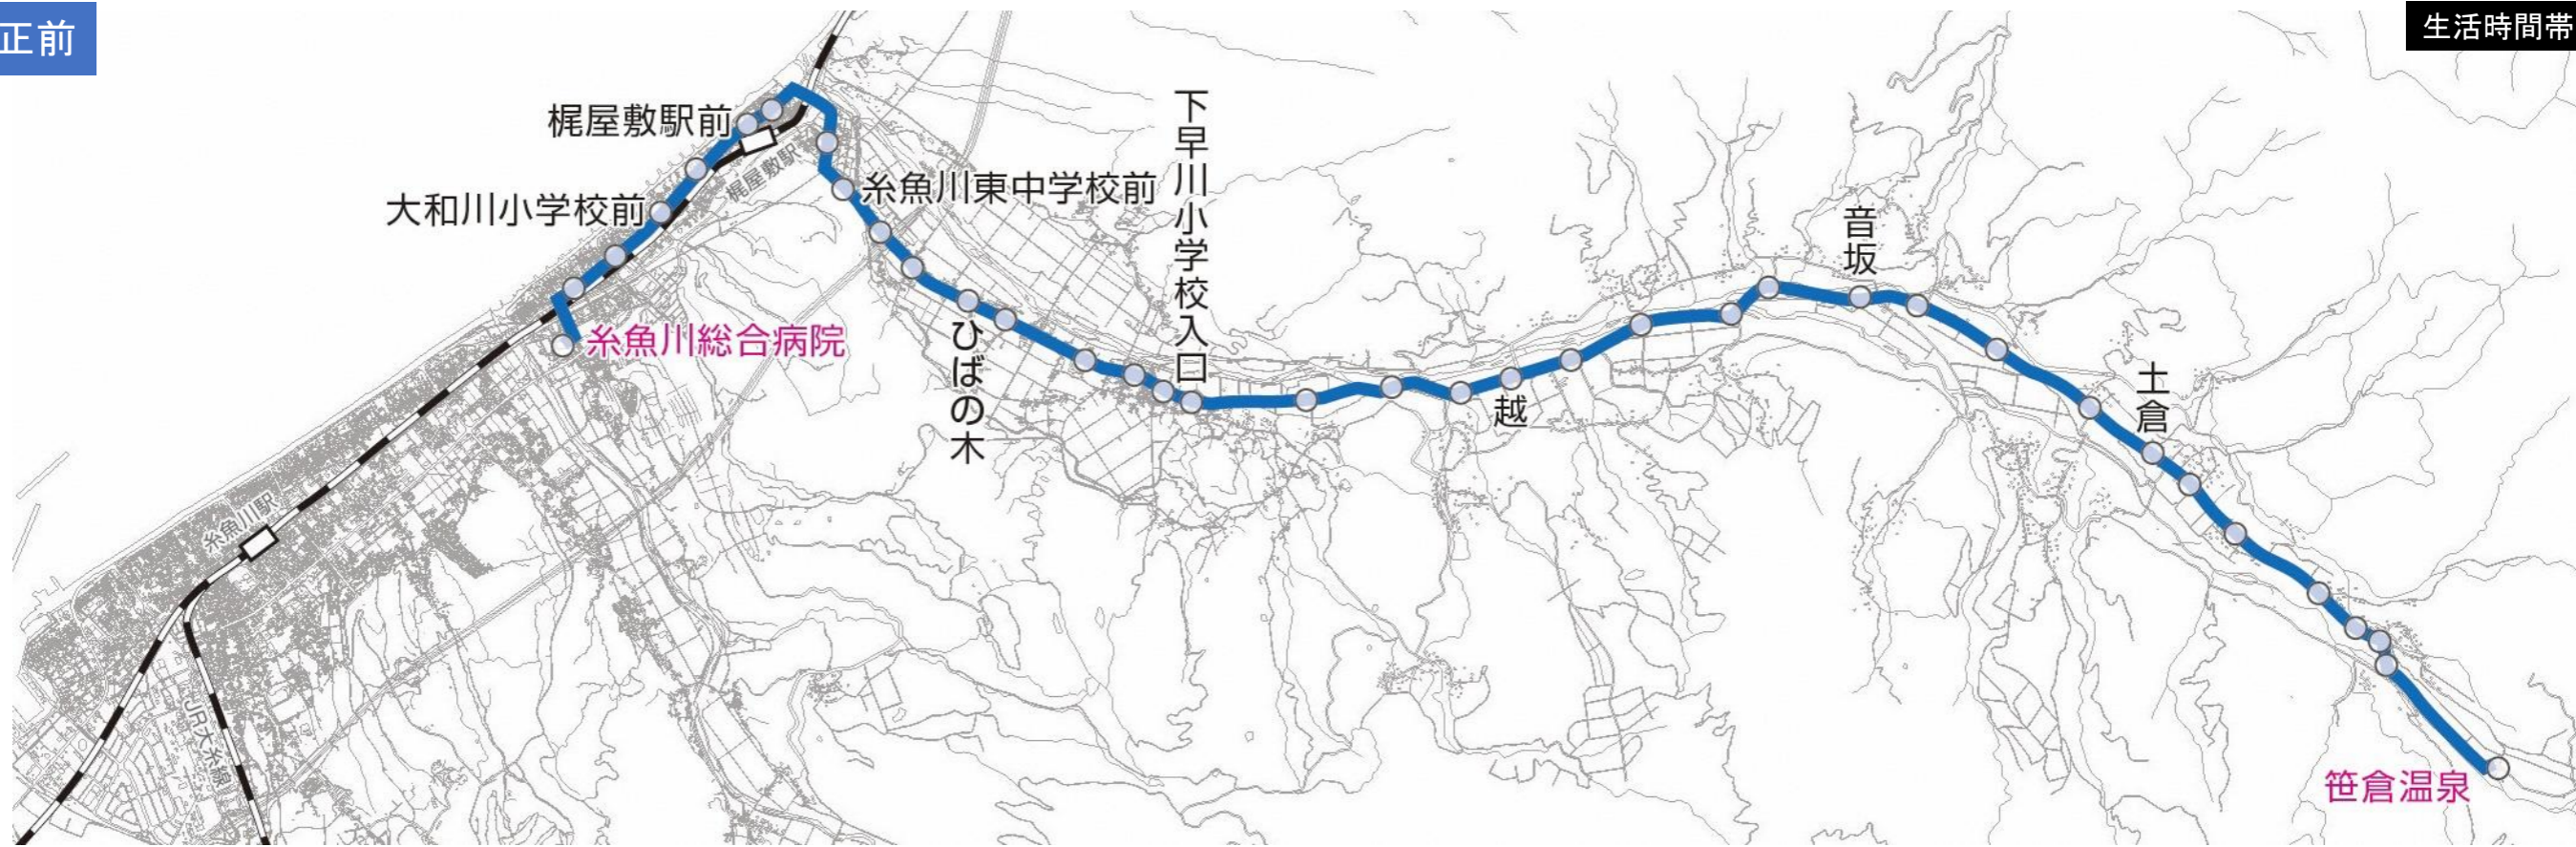 正前
生活時間帯
梶屋敷駅前
梶屋敷駅
大和川小学校前
糸魚川東中学校前
下早川小学校入口
糸魚川総合病院
ひばの木
越
音坂
土倉
糸魚川駅
JR大糸線
笹倉温泉